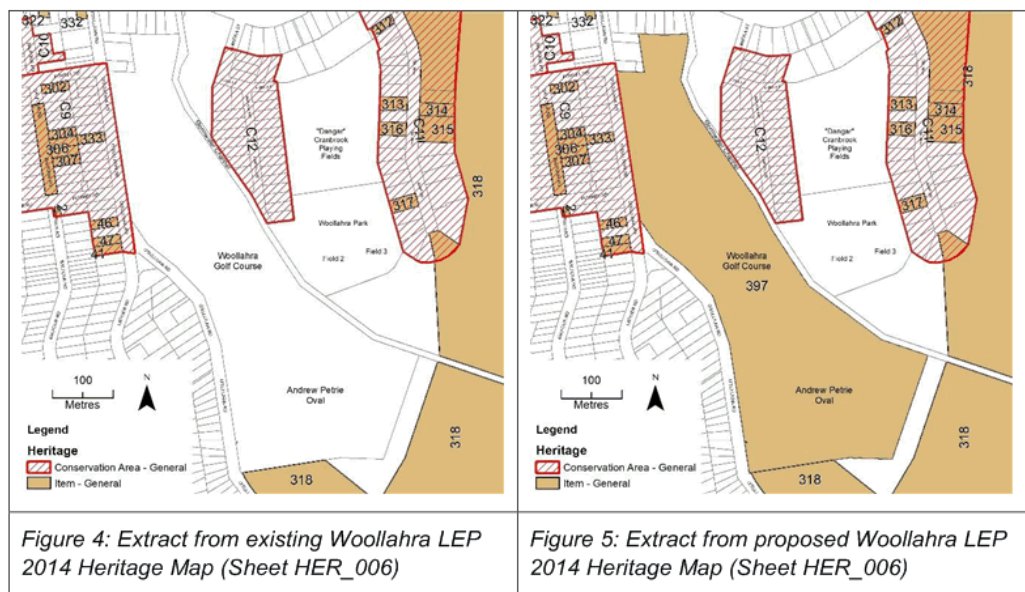 322 332
C10
302
C9
304
333
306
307
2
46
47
41
C12
"Dangar"
Cranbrook
Playing
Fields
312
313
314
316
315
C11
317
318
Woollahra Park
Field 3
Field 2
Woollahra
Golf Course
Andrew Petrie
Oval
318
318
100
Metres
N
Legend
Heritage
Conservation Area - General
Item - General
322 332
C10
302
C9
304
333
306
307
2
46
47
41
C12
"Dangar"
Cranbrook
Playing
Fields
312
318
313
314
316
315
C11
317
Woollahra Park
Field 3
Field 2
Woollahra
Golf Course
397
Andrew Petrie
Oval
318
318
100
Metres
N
Legend
Heritage
Conservation Area - General
Item - General
Figure 4: Extract from existing Woollahra LEP
2014 Heritage Map (Sheet HER_006)
Figure 5: Extract from proposed Woollahra LEP
2014 Heritage Map (Sheet HER_006)